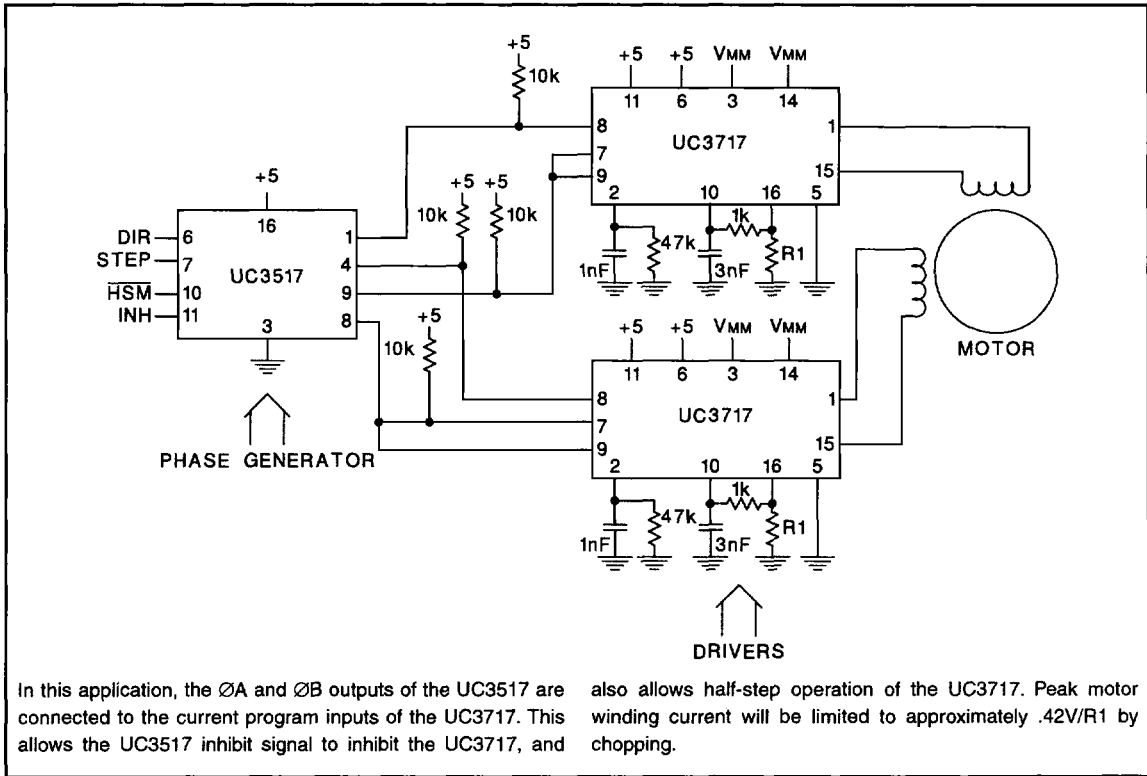 +5
10k
+5 +5 VMM VMM
11 6 3 14
8
7
9
UC3717
1
15
2 10 16 5
1k
47k
1nF
3nF
R1
+5 +5
10k
10k
+5
16
DIR
STEP
HSM
INH
6
7
10
11
UC3517
1
4
9
8
3
+5
10k
PHASE GENERATOR
+5 +5 VMM VMM
11 6 3 14
8
7
9
UC3717
1
15
2 10 16 5
1k
47k
1nF
3nF
R1
MOTOR
DRIVERS
In this application, the ØA and ØB outputs of the UC3517 are
connected to the current program inputs of the UC3717. This
allows the UC3517 inhibit signal to inhibit the UC3717, and
also allows half-step operation of the UC3717. Peak motor
winding current will be limited to approximately .42V/R1 by
chopping.